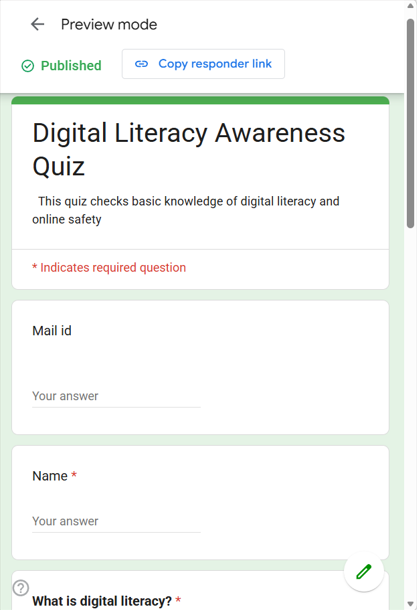 Preview mode
Published
Copy responder link
Digital Literacy Awareness
Quiz
This quiz checks basic knowledge of digital literacy and
online safety
* Indicates required question
Mail id
Your answer
Name *
Your answer
What is digital literacy? *